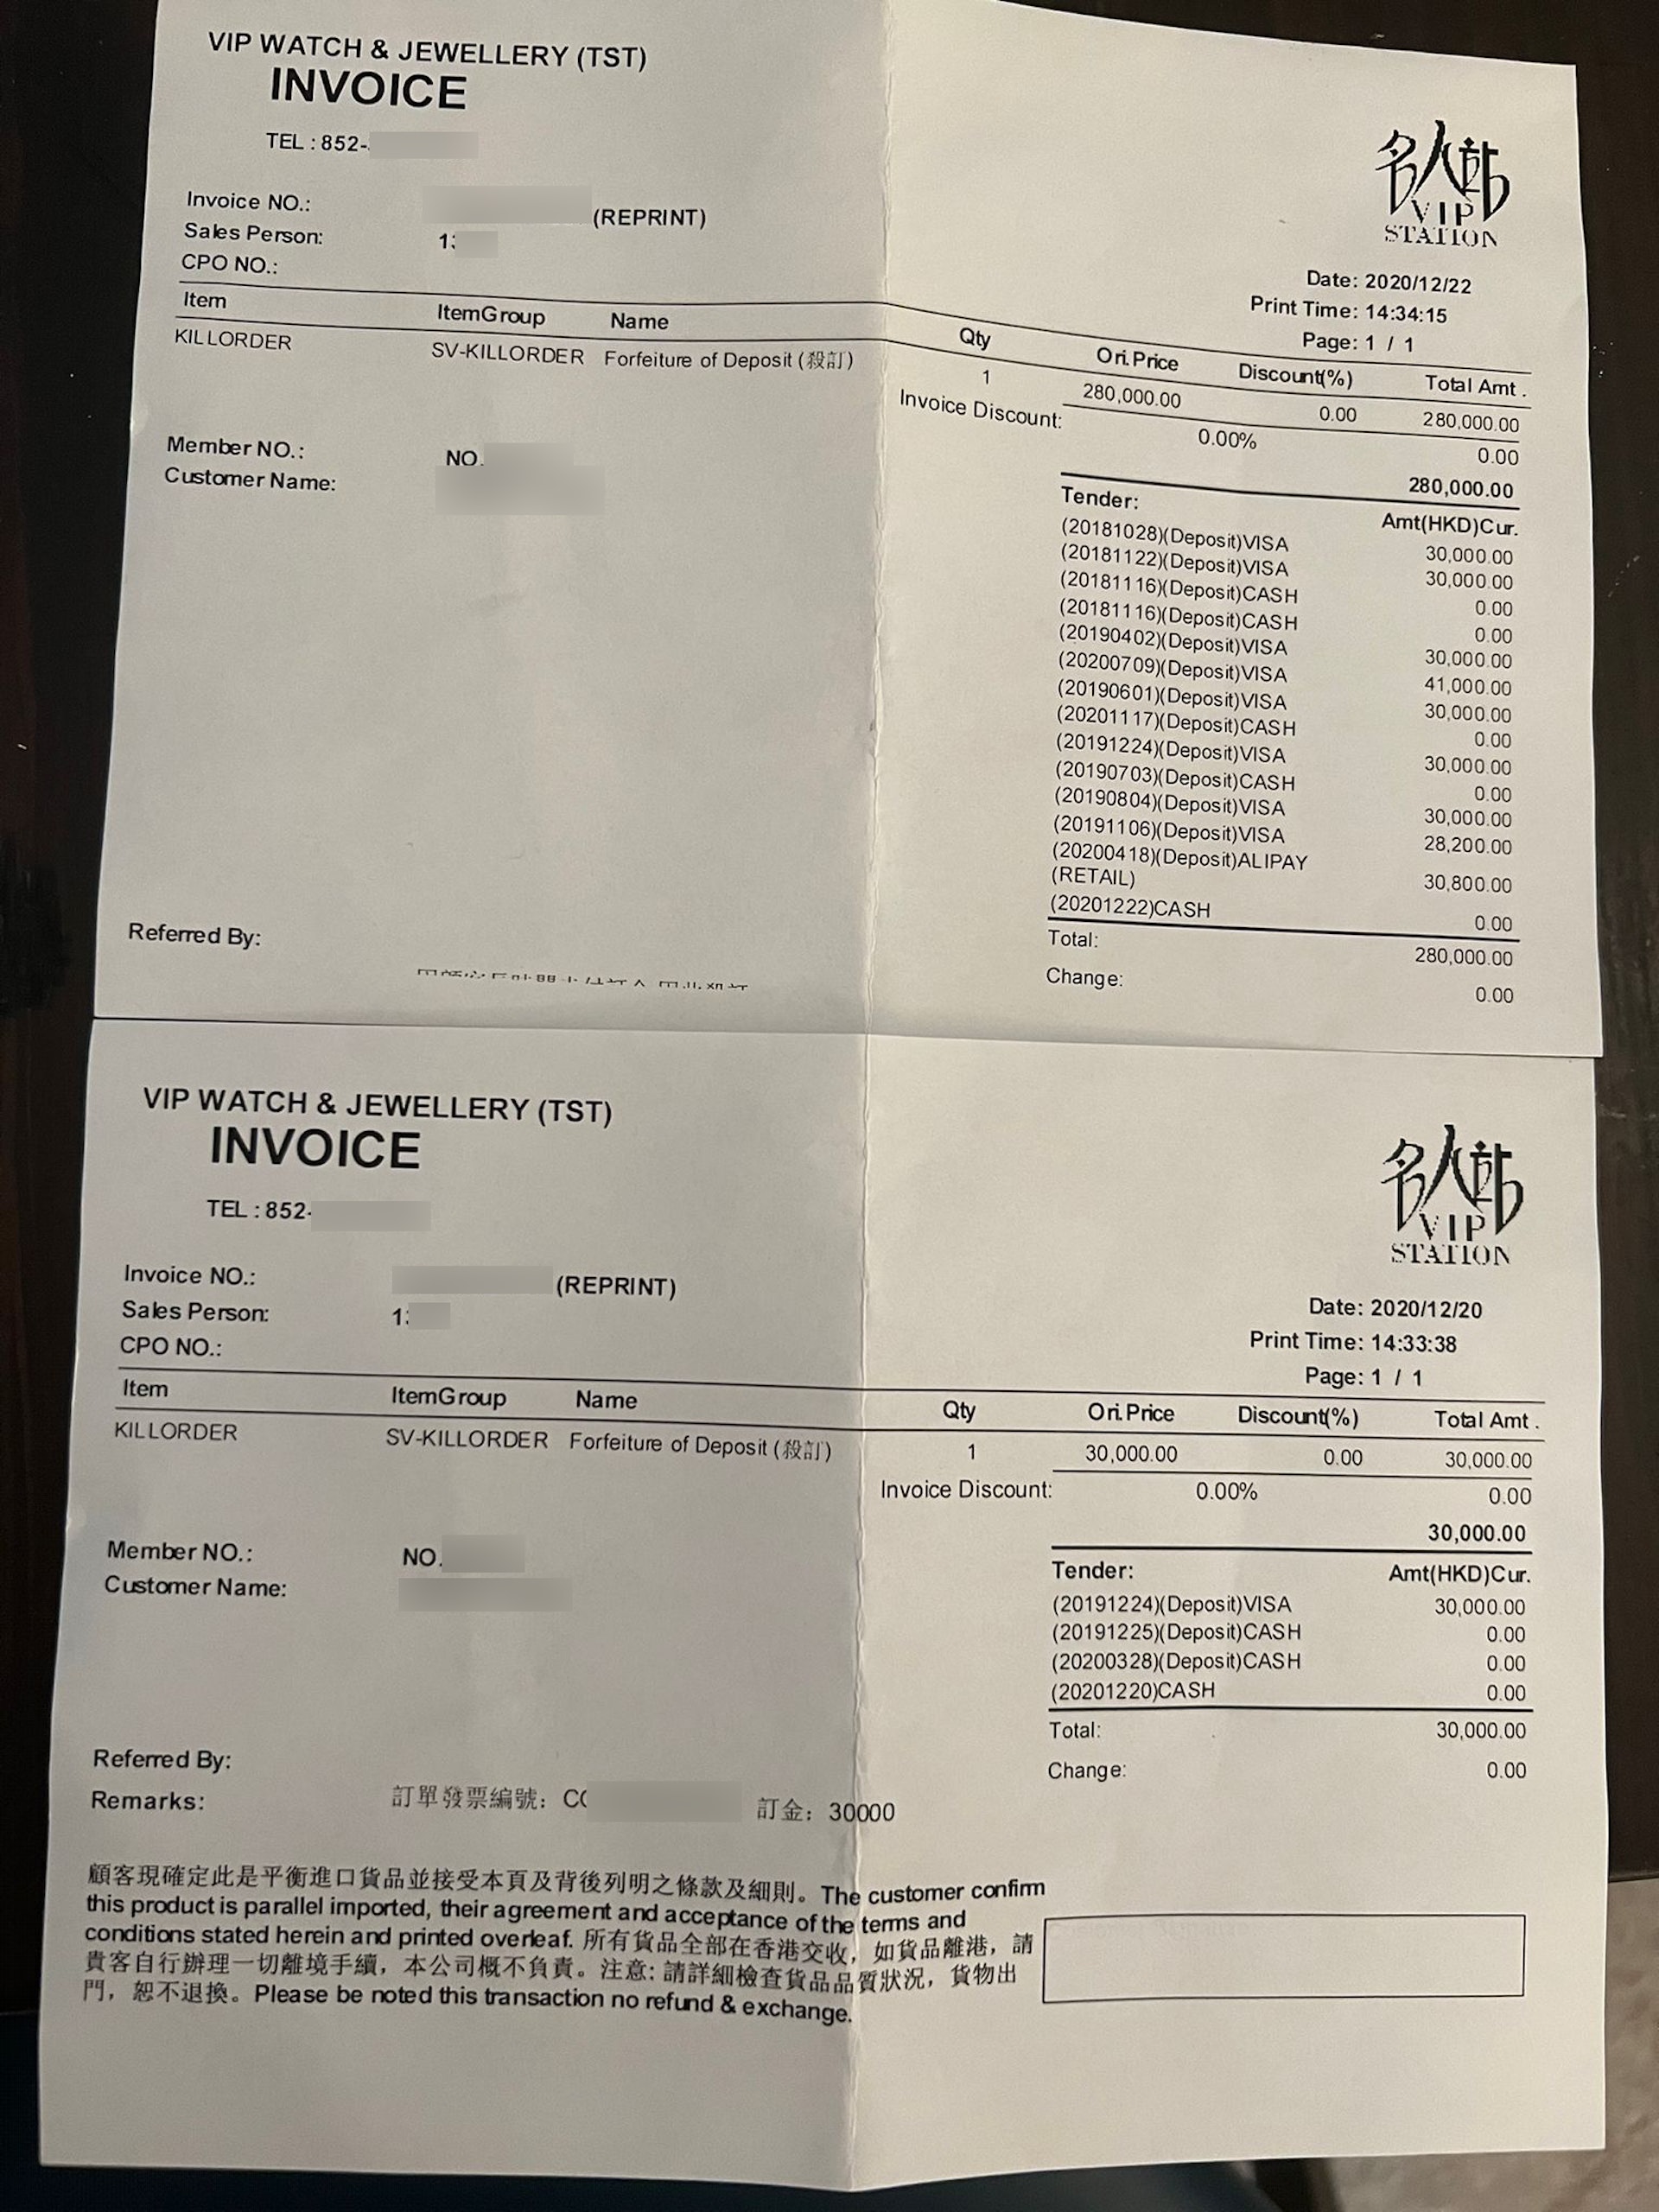 VIP WATCH & JEWELLERY (TST)
INVOICE
TEL : 852-
名人站
VIP
STATION
Invoice NO.: (REPRINT)
Sales Person:
CPO NO.:
Date: 2020/12/22
Print Time: 14:34:15
Page: 1 / 1
Item ItemGroup Name Qty Ori.Price Discount(%) Total Amt .
KILLORDER SV-KILLORDER Forfeiture of Deposit (殺訂) 1 280,000.00 0.00 280,000.00
Invoice Discount: 0.00% 0.00
280,000.00
Member NO.: NO.
Customer Name:
Tender: Amt(HKD)Cur.
(20181028)(Deposit)VISA 30,000.00
(20181122)(Deposit)VISA 30,000.00
(20181116)(Deposit)CASH 0.00
(20181116)(Deposit)CASH 0.00
(20190402)(Deposit)VISA 30,000.00
(20200709)(Deposit)VISA 41,000.00
(20190601)(Deposit)VISA 30,000.00
(20201117)(Deposit)CASH 0.00
(20191224)(Deposit)VISA 30,000.00
(20190703)(Deposit)CASH 0.00
(20190804)(Deposit)VISA 30,000.00
(20191106)(Deposit)VISA 28,200.00
(20200418)(Deposit)ALIPAY
(RETAIL) 30,800.00
(20201222)CASH 0.00
Total: 280,000.00
Change: 0.00
Referred By:
VIP WATCH & JEWELLERY (TST)
INVOICE
TEL : 852-
名人站
VIP
STATION
Invoice NO.: (REPRINT)
Sales Person:
CPO NO.:
Date: 2020/12/20
Print Time: 14:33:38
Page: 1 / 1
Item ItemGroup Name Qty Ori.Price Discount(%) Total Amt .
KILLORDER SV-KILLORDER Forfeiture of Deposit (殺訂) 1 30,000.00 0.00 30,000.00
Invoice Discount: 0.00% 0.00
30,000.00
Member NO.: NO.
Customer Name:
Tender: Amt(HKD)Cur.
(20191224)(Deposit)VISA 30,000.00
(20191225)(Deposit)CASH 0.00
(20200328)(Deposit)CASH 0.00
(20201220)CASH 0.00
Total: 30,000.00
Change: 0.00
Referred By:
Remarks: 訂單發票編號: 訂金: 30000
顧客現確定此是平衡進口貨品並接受本頁及背後列明之條款及細則。The customer confirm
this product is parallel imported, their agreement and acceptance of the terms and
conditions stated herein and printed overleaf. 所有貨品全部在香港交收，如貨品離港，請
貴客自行辦理一切離境手續，本公司概不負責。注意: 請詳細檢查貨品品質狀況，貨物出
門，恕不退換。Please be noted this transaction no refund & exchange.